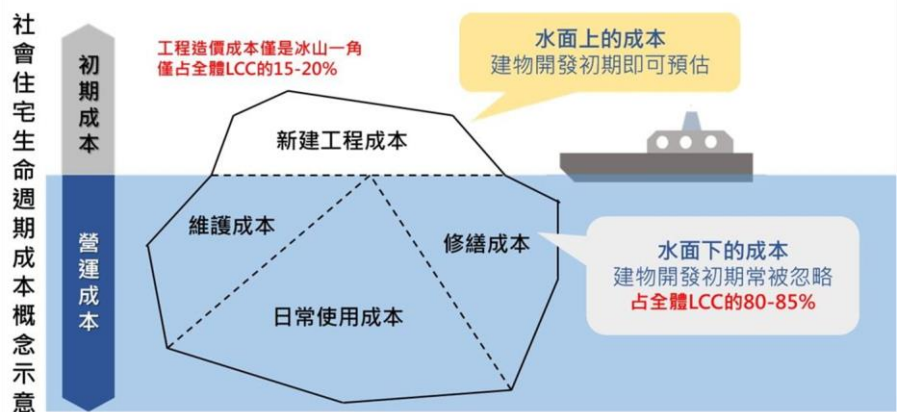 社會住宅生命週期成本概念示意
初期成本
工程造價成本僅是冰山一角
僅占全體LCC的15-20%
水面上的成本
建物開發初期即可預估
新建工程成本
營運成本
維護成本
修繕成本
日常使用成本
水面下的成本
建物開發初期常被忽略
占全體LCC的80-85%